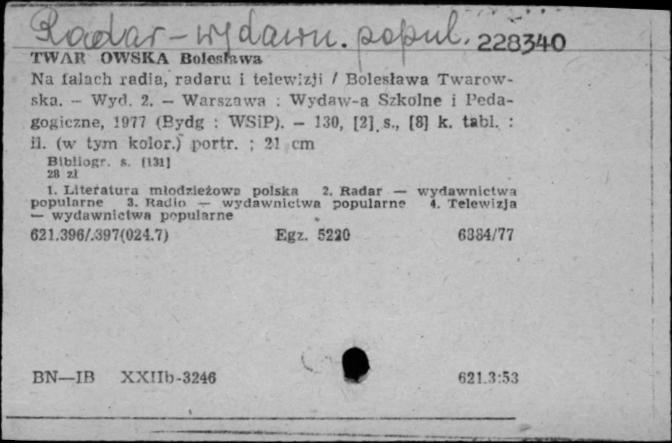 Radar - wydawn. popul. 228340
TWAR OWSKA Bolesława
Na falach radia, radaru i telewizji / Bolesława Twarow-
ska. – Wyd. 2. – Warszawa : Wydaw-a Szkolne i Peda-
gogiczne, 1977 (Bydg : WSiP). – 130, [2] s., [8] k. tabl. :
il. (w tym kolor.) portr. ; 21 cm
Bibliogr. s. [131]
28 zł
1. Literatura młodzieżowa polska 2. Radar — wydawnictwa
popularne 3. Radio — wydawnictwa popularne 4. Telewizja
— wydawnictwa popularne
621.396/.397(024.7) Egz. 5220 6384/77
BN—IB XXIIb-3246 621.3:53